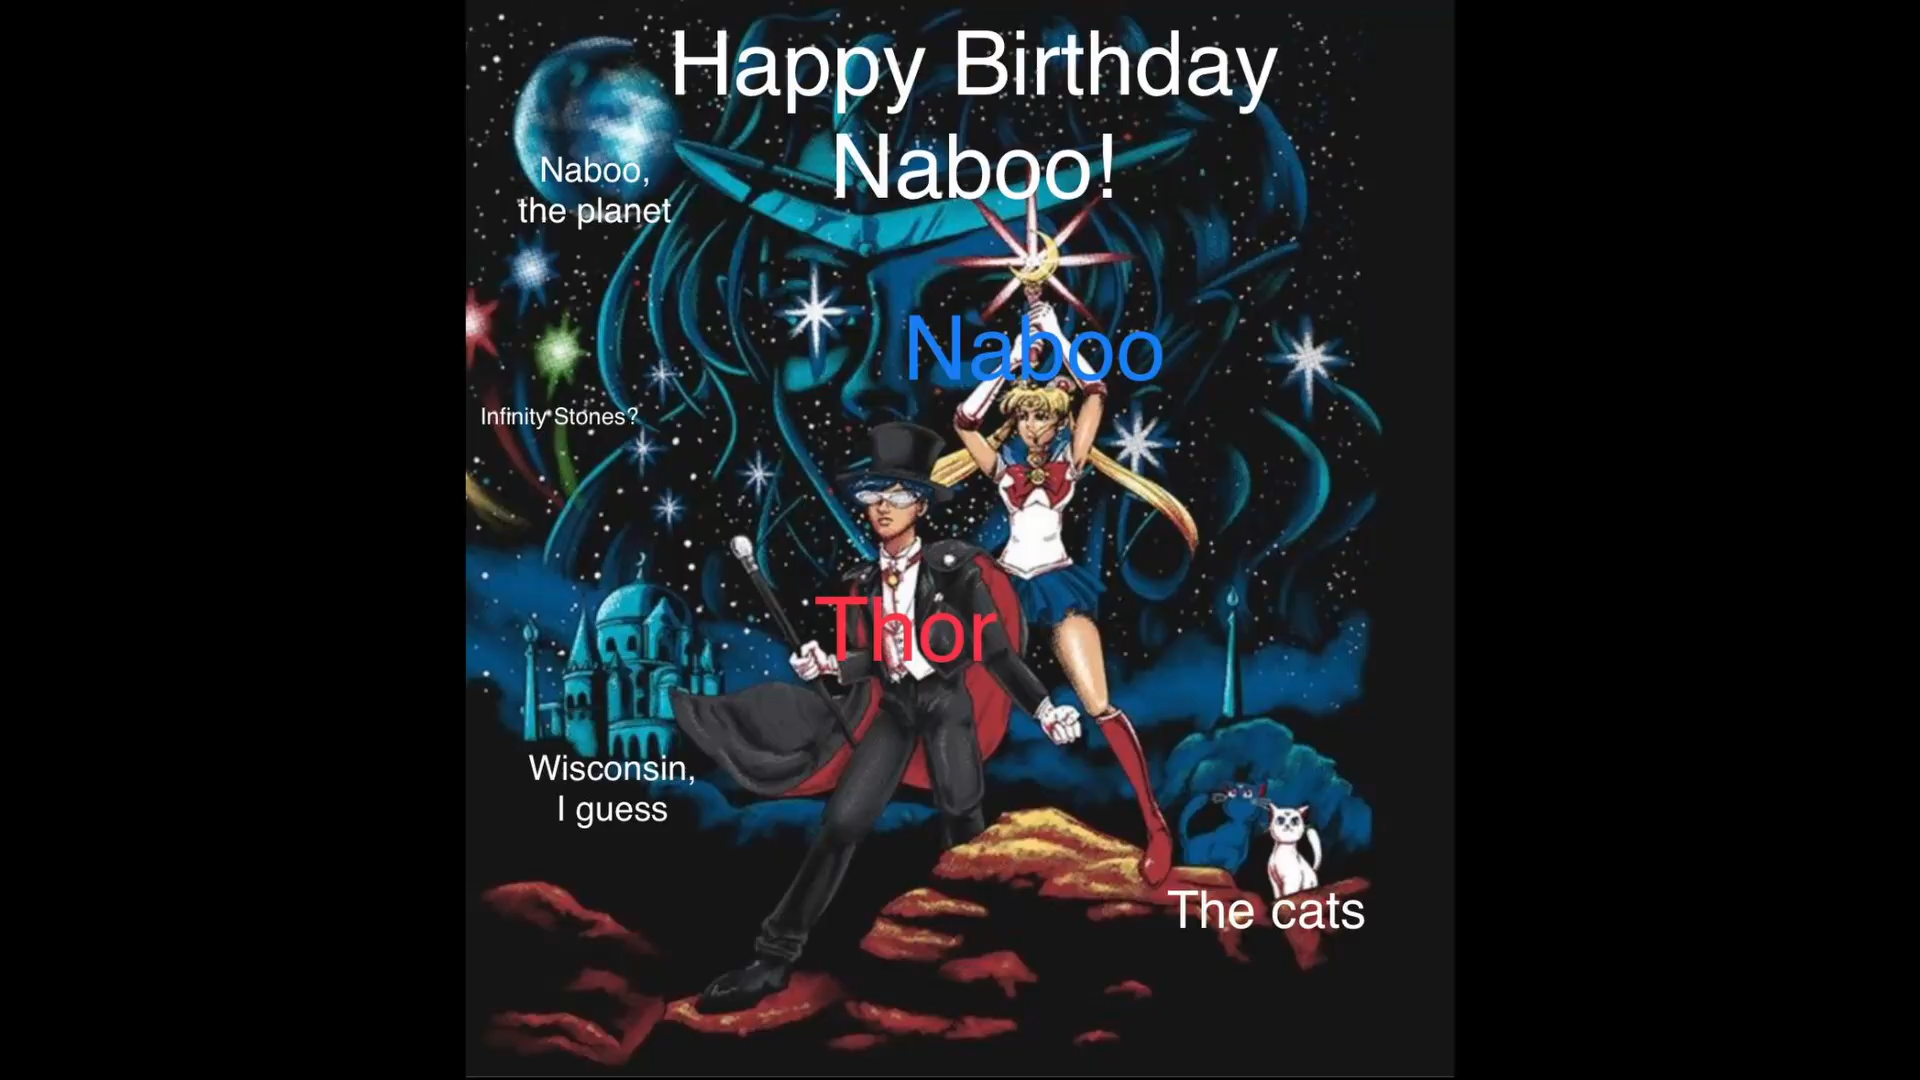 Happy Birthday
Naboo!
Naboo,
the planet
Naboo
Infinity Stones?
Thor
Wisconsin,
I guess
The cats